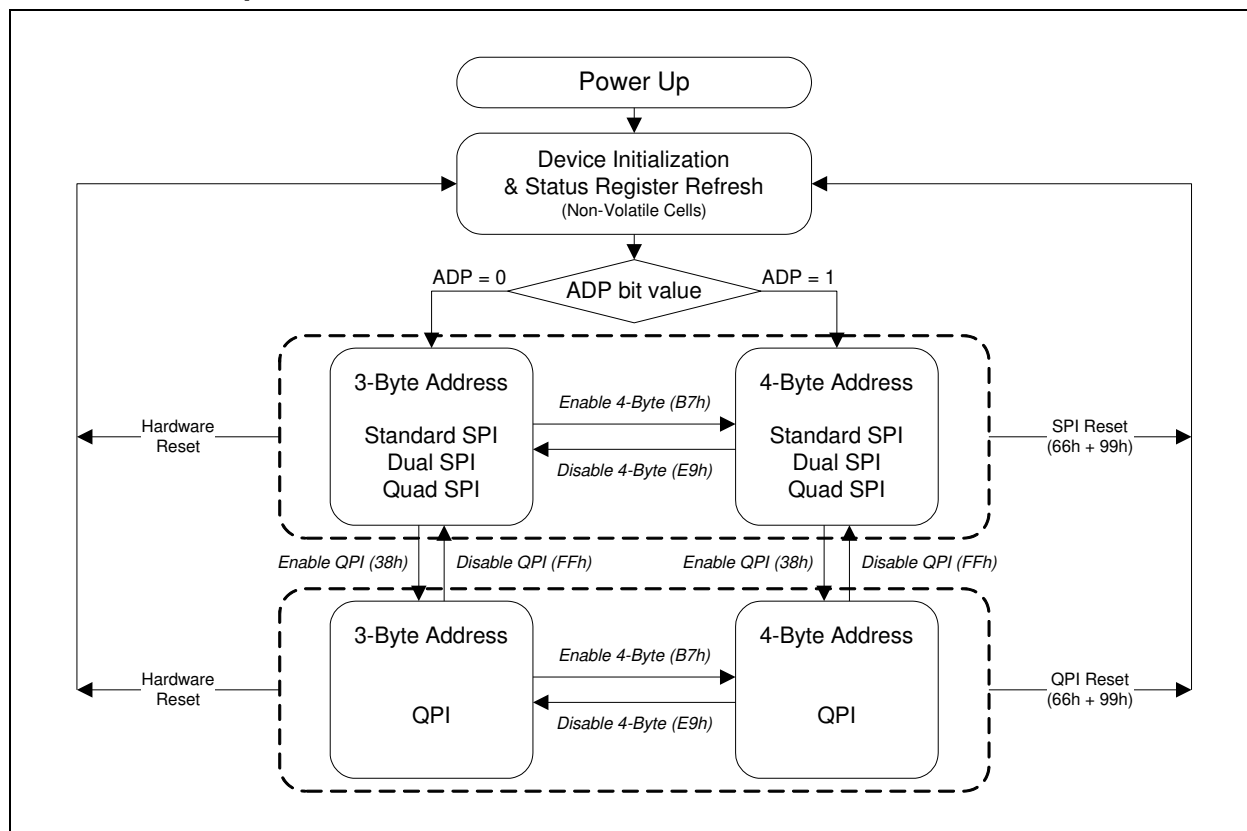 Power Up
Device Initialization
& Status Register Refresh
(Non-Volatile Cells)
ADP = 0
ADP bit value
ADP = 1
3-Byte Address
Standard SPI
Dual SPI
Quad SPI
Enable 4-Byte (B7h)
Disable 4-Byte (E9h)
4-Byte Address
Standard SPI
Dual SPI
Quad SPI
Hardware
Reset
SPI Reset
(66h + 99h)
Enable QPI (38h)
Disable QPI (FFh)
Enable QPI (38h)
Disable QPI (FFh)
3-Byte Address
QPI
Enable 4-Byte (B7h)
Disable 4-Byte (E9h)
4-Byte Address
QPI
Hardware
Reset
QPI Reset
(66h + 99h)